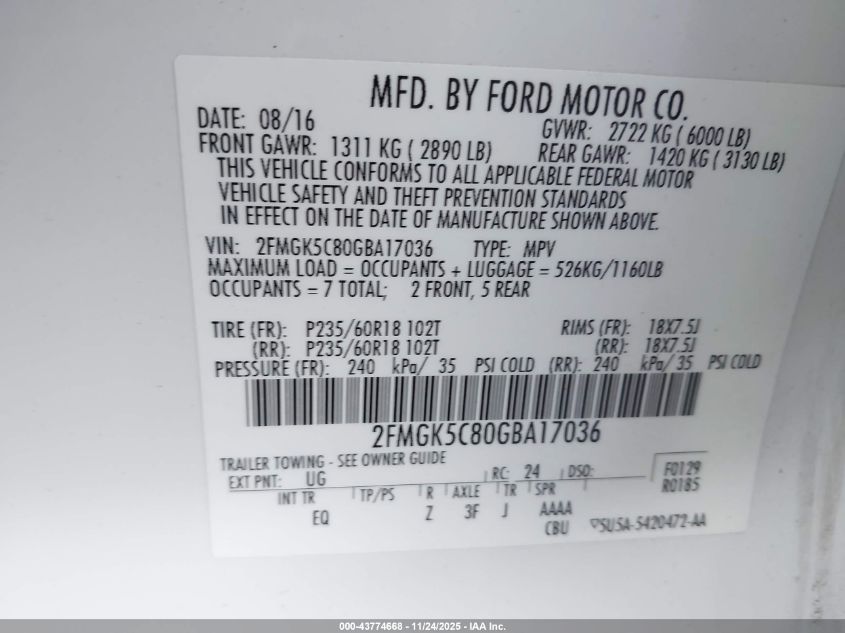 MFD. BY FORD MOTOR CO.
DATE: 08/16 GVWR: 2722 KG ( 6000 LB)
FRONT GAWR: 1311 KG ( 2890 LB) REAR GAWR: 1420 KG ( 3130 LB)
THIS VEHICLE CONFORMS TO ALL APPLICABLE FEDERAL MOTOR
VEHICLE SAFETY AND THEFT PREVENTION STANDARDS
IN EFFECT ON THE DATE OF MANUFACTURE SHOWN ABOVE.
VIN: 2FMGK5C80GBA17036 TYPE: MPV
MAXIMUM LOAD = OCCUPANTS + LUGGAGE = 526KG/1160LB
OCCUPANTS = 7 TOTAL; 2 FRONT, 5 REAR
TIRE (FR): P235/60R18 102T RIMS (FR): 18X7.5J
(RR): P235/60R18 102T (RR): 18X7.5J
PRESSURE (FR): 240 kPa/ 35 PSI COLD (RR): 240 kPa/ 35 PSI COLD
2FMGK5C80GBA17036
TRAILER TOWING - SEE OWNER GUIDE
EXT PNT: UG RC: 24 DSO: F0129
R0185
INT TR TP/PS R AXLE TR SPR
EQ Z 3F J AAAA
CBU SU5A-5420472-AA
000-43774668 - 11/24/2025 - IAA Inc.